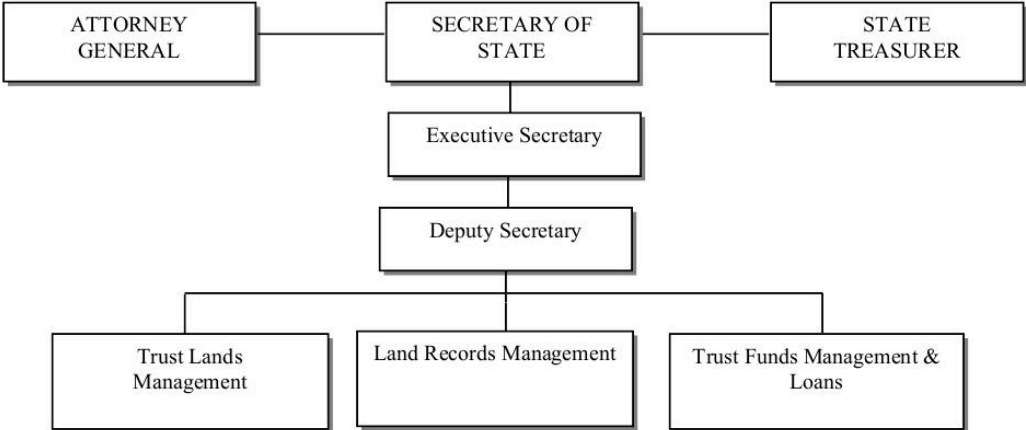 ATTORNEY
GENERAL
SECRETARY OF
STATE
STATE
TREASURER
Executive Secretary
Deputy Secretary
Trust Lands
Management
Land Records Management
Trust Funds Management &
Loans